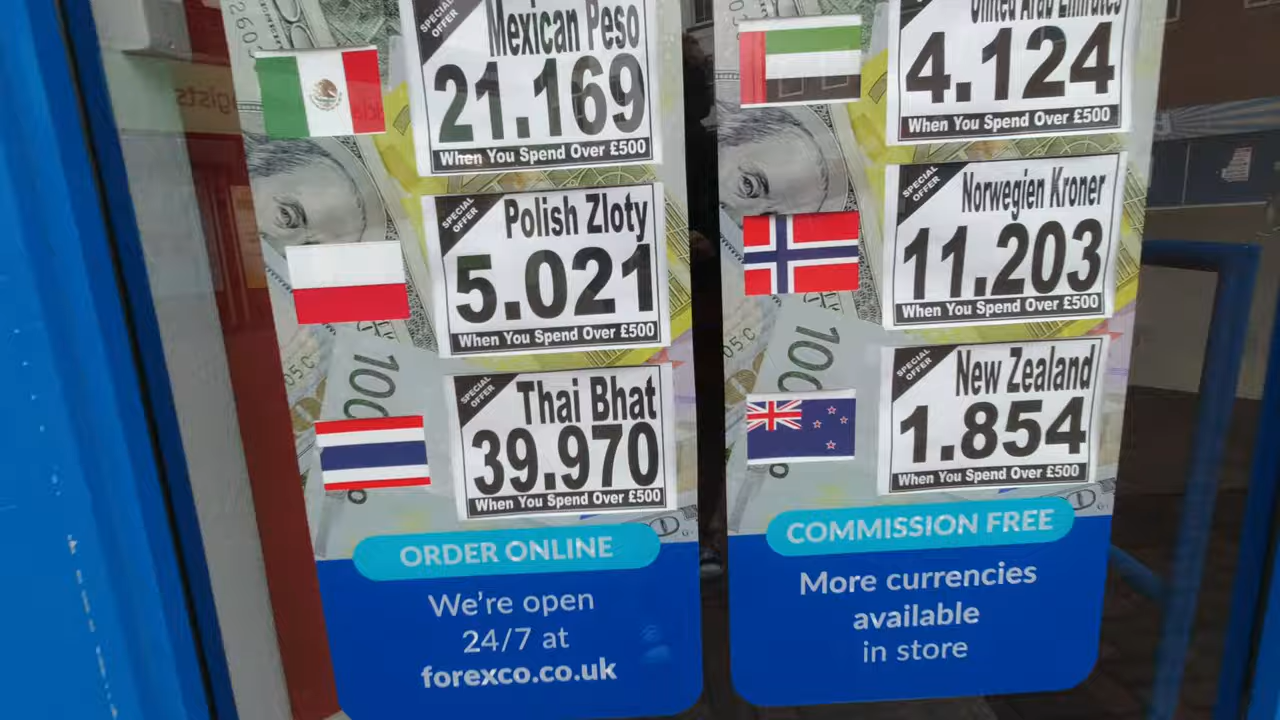 SPECIAL OFFER
Mexican Peso
21.169
When You Spend Over £500
SPECIAL OFFER
Polish Zloty
5.021
When You Spend Over £500
SPECIAL OFFER
Thai Bhat
39.970
When You Spend Over £500
100
ORDER ONLINE
We're open
24/7 at
forexco.co.uk
United Arab Emirates
4.124
When You Spend Over £500
SPECIAL OFFER
Norwegien Kroner
11.203
When You Spend Over £500
SPECIAL OFFER
New Zealand
1.854
When You Spend Over £500
100
COMMISSION FREE
More currencies
available
in store